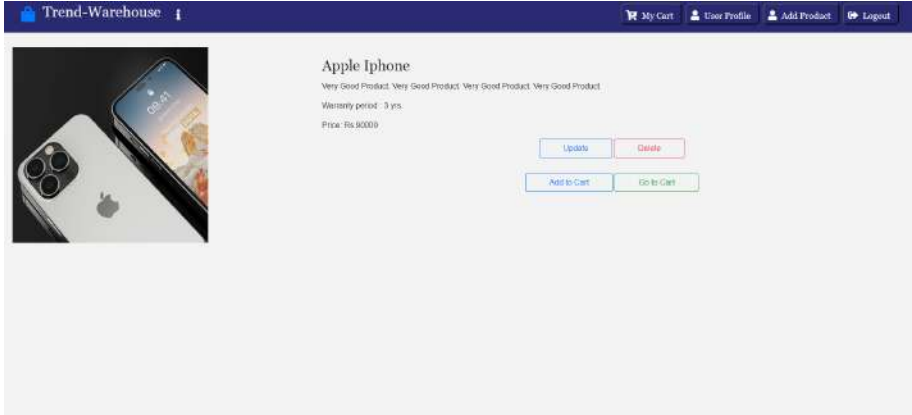 Trend-Warehouse i
My Cart User Profile Add Product Logout
Apple Iphone
Very Good Product. Very Good Product. Very Good Product. Very Good Product.
Warranty period : 3 yrs.
Price: Rs.90000
Update Delete
Add to Cart Go to Cart
09:41